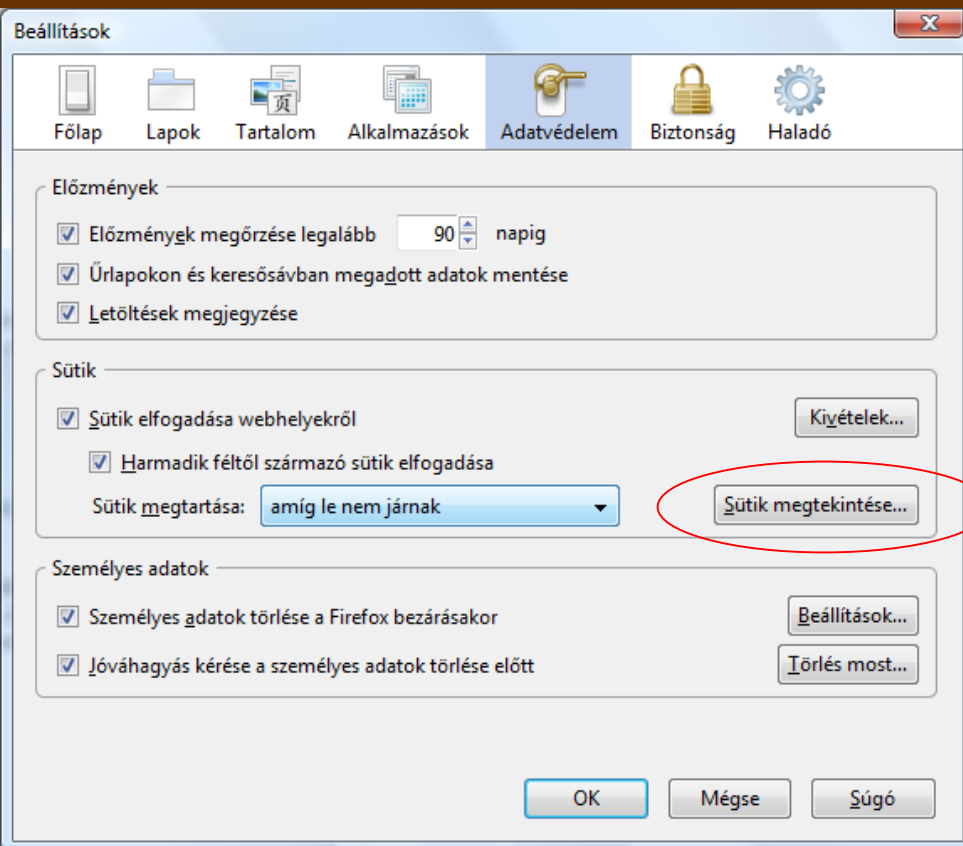 Beállítások
Főlap Lapok Tartalom Alkalmazások Adatvédelem Biztonság Haladó
Előzmények
Előzmények megőrzése legalább 90 napig
Űrlapokon és keresősávban megadott adatok mentése
Letöltések megjegyzése
Sütik
Sütik elfogadása webhelyekről Kivételek...
Harmadik féltől származó sütik elfogadása
Sütik megtartása: amíg le nem járnak Sütik megtekintése...
Személyes adatok
Személyes adatok törlése a Firefox bezárásakor Beállítások...
Jóváhagyás kérése a személyes adatok törlése előtt Törlés most...
OK Mégse Súgó